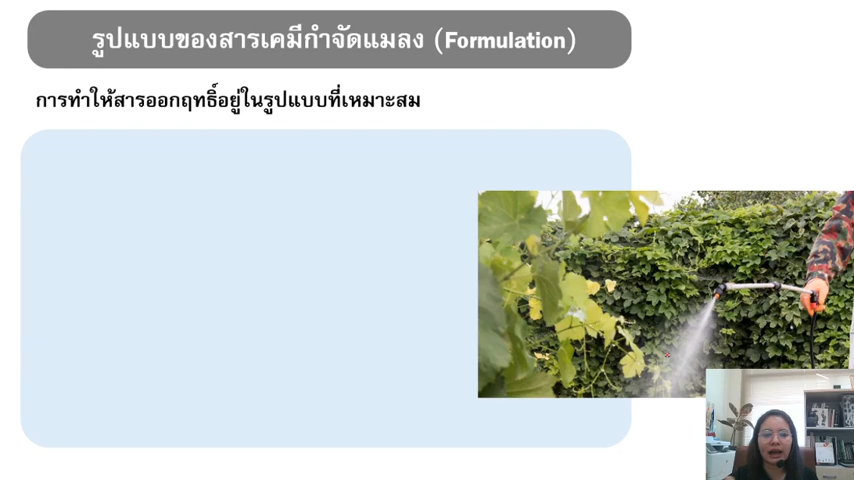 รูปแบบของสารเคมีกำจัดแมลง (Formulation)
การทำให้สารออกฤทธิ์อยู่ในรูปแบบที่เหมาะสม